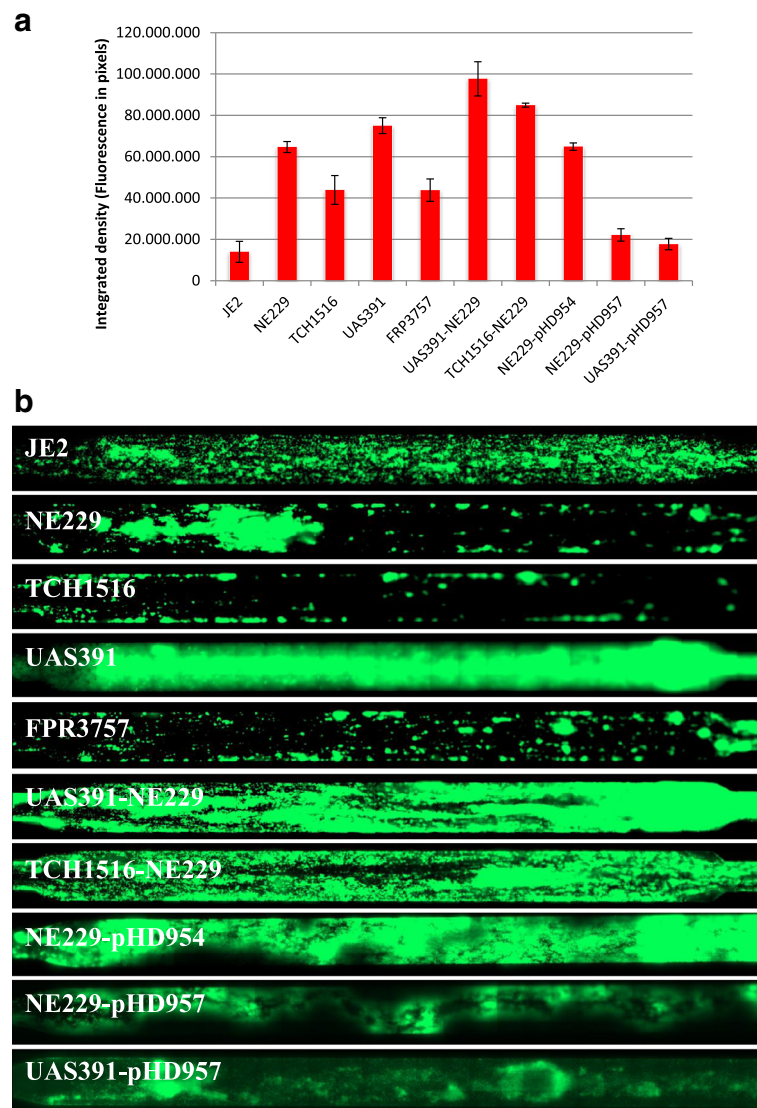 a
Integrated density (Fluorescence in pixels)
120.000.000
100.000.000
80.000.000
60.000.000
40.000.000
20.000.000
0
JE2
NE229
TCH1516
UAS391
FRP3757
UAS391-NE229
TCH1516-NE229
NE229-pHD954
NE229-pHD957
UAS391-pHD957
b
JE2
NE229
TCH1516
UAS391
FPR3757
UAS391-NE229
TCH1516-NE229
NE229-pHD954
NE229-pHD957
UAS391-pHD957